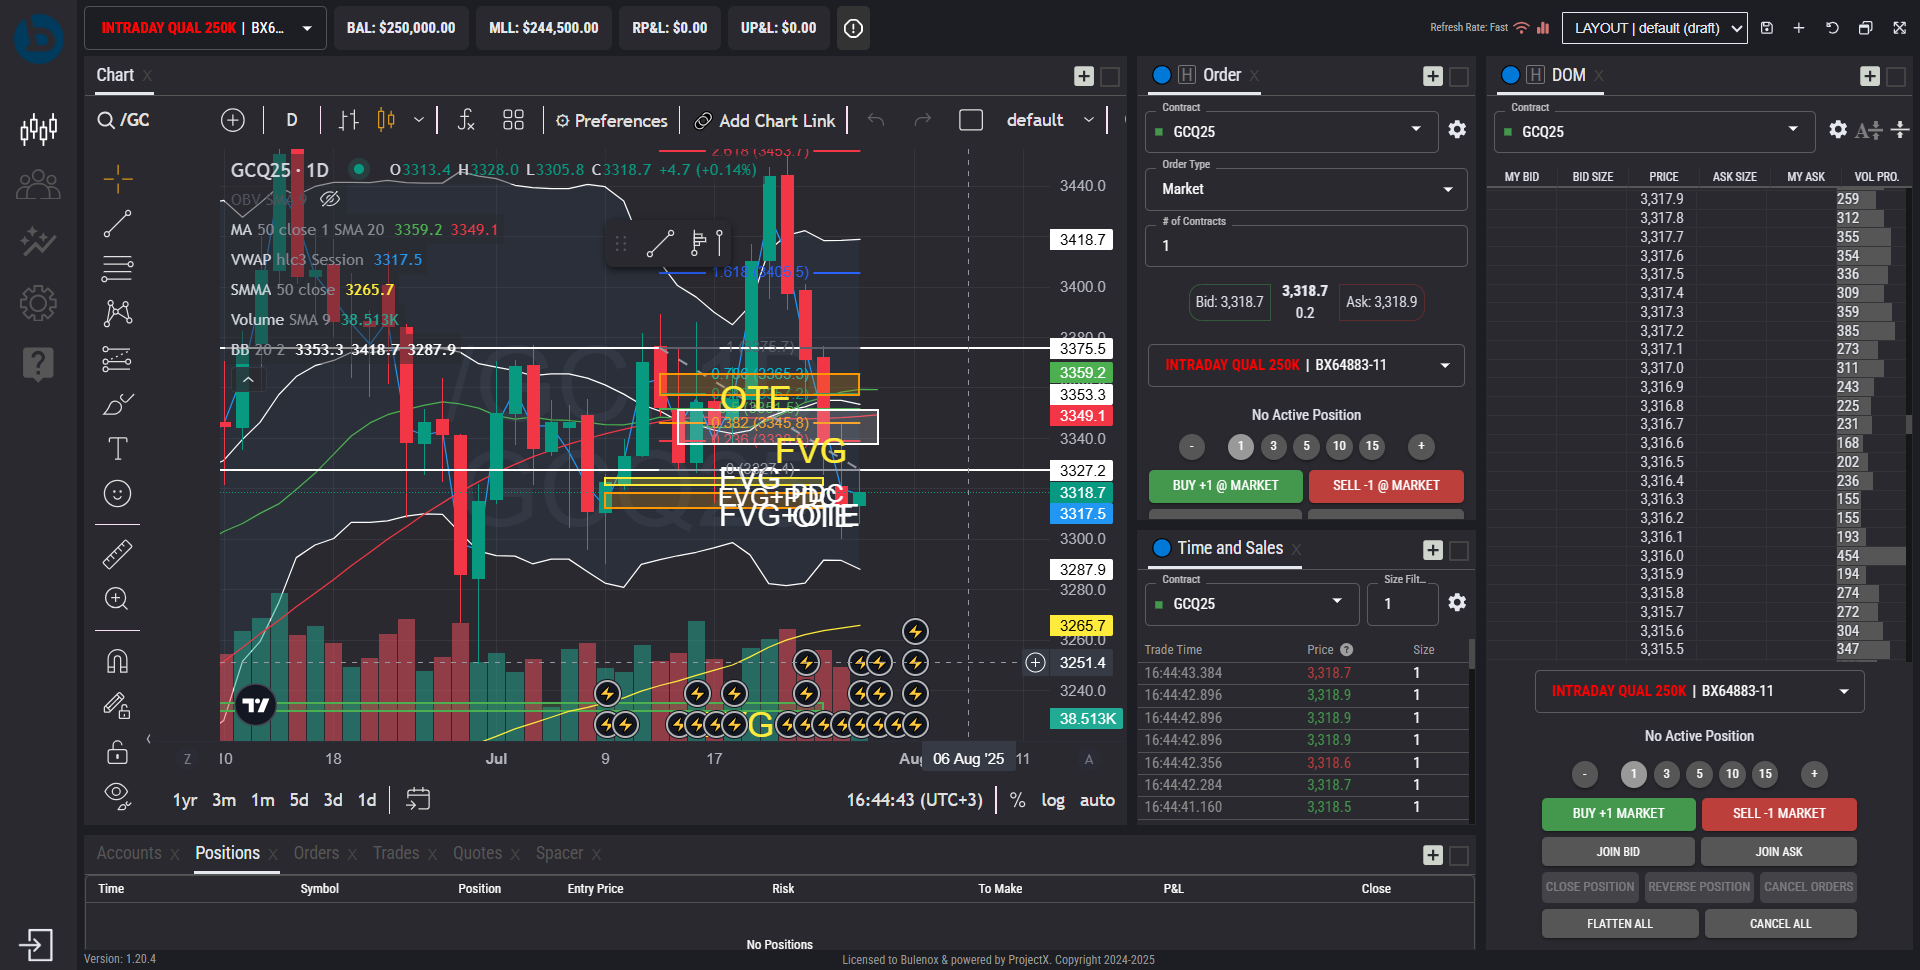 INTRADAY QUAL 250K | BX6...
BAL: $250,000.00
MLL: $244,500.00
RP&L: $0.00
UP&L: $0.00
Refresh Rate: Fast
LAYOUT | default (draft)
Chart X
/GC
D
Preferences
Add Chart Link
default
GCQ25 · 1D
O3313.4 H3328.0 L3305.8 C3318.7 +4.7 (+0.14%)
OBV SMA 9
MA 50 close 1 SMA 20 3359.2 3349.1
VWAP hlc3 Session 3317.5
SMMA 50 close 3265.7
Volume SMA 9 38.513K
BB 20 2 3353.3 3418.7 3287.9
2.618 (3453.7)
1.618 (3405.5)
0.382 (3345.8)
OTE
FVG
FVG
FVG+PDC
FVG+OTE
3440.0
3418.7
3400.0
3375.5
3359.2
3353.3
3349.1
3340.0
3327.2
3318.7
3317.5
3300.0
3287.9
3280.0
3265.7
3260.0
3251.4
3240.0
38.513K
Z
10
18
Jul
9
17
Aug
06 Aug '25
11
A
1yr 3m 1m 5d 3d 1d
16:44:43 (UTC+3)
% log auto
H Order X
Contract
GCQ25
Order Type
Market
# of Contracts
1
Bid: 3,318.7
3,318.7
0.2
Ask: 3,318.9
INTRADAY QUAL 250K | BX64883-11
No Active Position
- 1 3 5 10 15 +
BUY +1 @ MARKET
SELL -1 @ MARKET
Time and Sales X
Contract
GCQ25
Size Filt...
1
Trade Time Price Size
16:44:43.384 3,318.7 1
16:44:42.896 3,318.9 1
16:44:42.896 3,318.9 1
16:44:42.896 3,318.9 1
16:44:42.356 3,318.6 1
16:44:42.284 3,318.7 1
16:44:41.160 3,318.5 1
H DOM X
Contract
GCQ25
MY BID BID SIZE PRICE ASK SIZE MY ASK VOL PRO.
3,317.9 259
3,317.8 312
3,317.7 355
3,317.6 354
3,317.5 336
3,317.4 309
3,317.3 359
3,317.2 385
3,317.1 273
3,317.0 311
3,316.9 243
3,316.8 225
3,316.7 231
3,316.6 168
3,316.5 202
3,316.4 236
3,316.3 155
3,316.2 155
3,316.1 193
3,316.0 454
3,315.9 194
3,315.8 274
3,315.7 272
3,315.6 304
3,315.5 347
INTRADAY QUAL 250K | BX64883-11
No Active Position
- 1 3 5 10 15 +
BUY +1 MARKET
SELL -1 MARKET
JOIN BID
JOIN ASK
CLOSE POSITION
REVERSE POSITION
CANCEL ORDERS
FLATTEN ALL
CANCEL ALL
Accounts X Positions X Orders X Trades X Quotes X Spacer X
Time Symbol Position Entry Price Risk To Make P&L Close
No Positions
Version: 1.20.4
Licensed to Bulenox & powered by ProjectX. Copyright 2024-2025